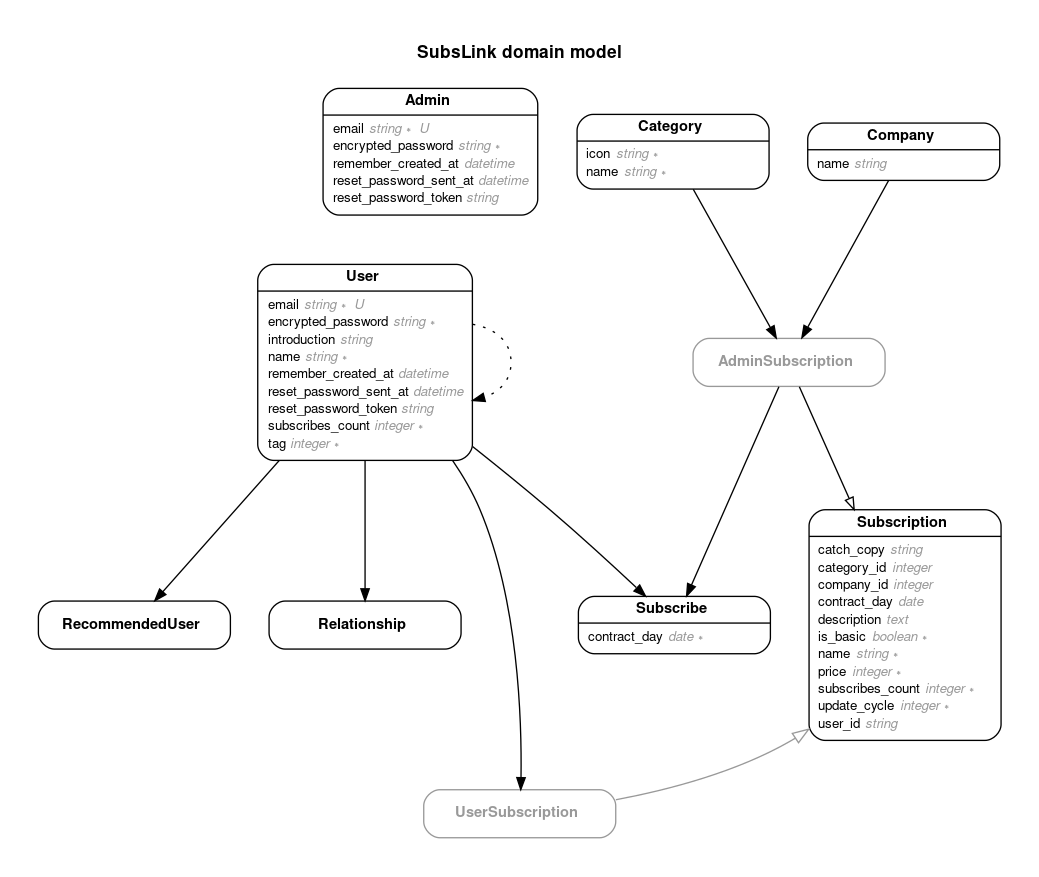 SubsLink domain model
Admin
email string ∗ U
encrypted_password string ∗
remember_created_at datetime
reset_password_sent_at datetime
reset_password_token string
Category
icon string ∗
name string ∗
Company
name string
User
email string ∗ U
encrypted_password string ∗
introduction string
name string ∗
remember_created_at datetime
reset_password_sent_at datetime
reset_password_token string
subscribes_count integer ∗
tag integer ∗
AdminSubscription
Subscription
catch_copy string
category_id integer
company_id integer
contract_day date
description text
is_basic boolean ∗
name string ∗
price integer ∗
subscribes_count integer ∗
update_cycle integer ∗
user_id string
RecommendedUser
Relationship
Subscribe
contract_day date ∗
UserSubscription